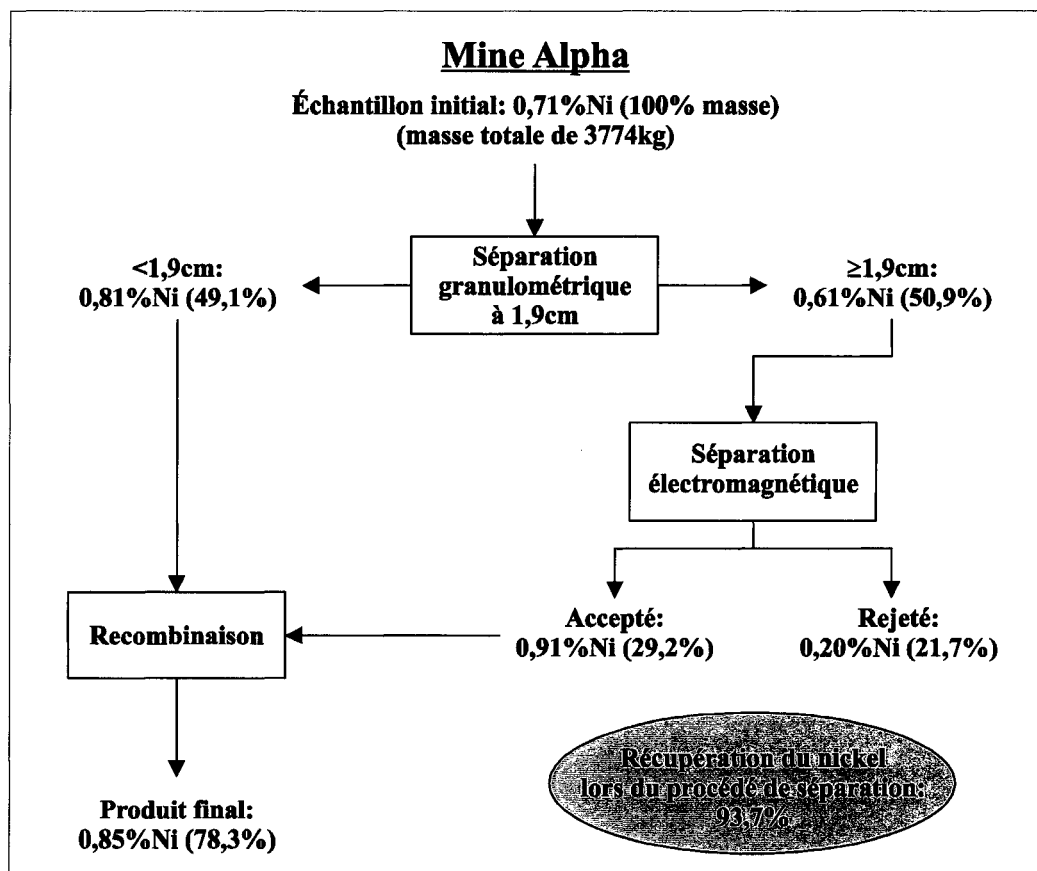 Mine Alpha
Échantillon initial: 0,71%Ni (100% masse)
(masse totale de 3774kg)
Séparation
granulométrique
à 1,9cm
<1,9cm:
0,81%Ni (49,1%)
≥1,9cm:
0,61%Ni (50,9%)
Séparation
électromagnétique
Recombinaison
Accepté:
0,91%Ni (29,2%)
Rejeté:
0,20%Ni (21,7%)
Récupération du nickel
lors du procédé de séparation:
93,7%
Produit final:
0,85%Ni (78,3%)